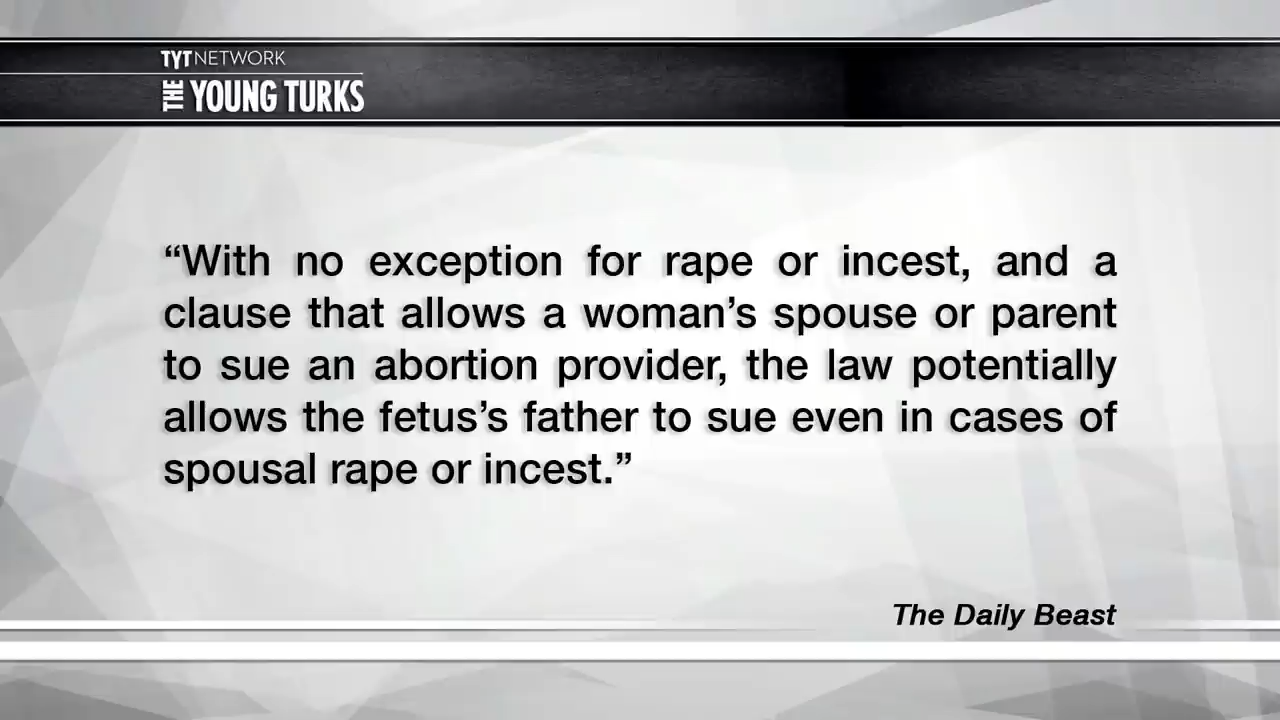 TYT NETWORK
THE YOUNG TURKS
“With no exception for rape or incest, and a
clause that allows a woman’s spouse or parent
to sue an abortion provider, the law potentially
allows the fetus’s father to sue even in cases of
spousal rape or incest.”
The Daily Beast